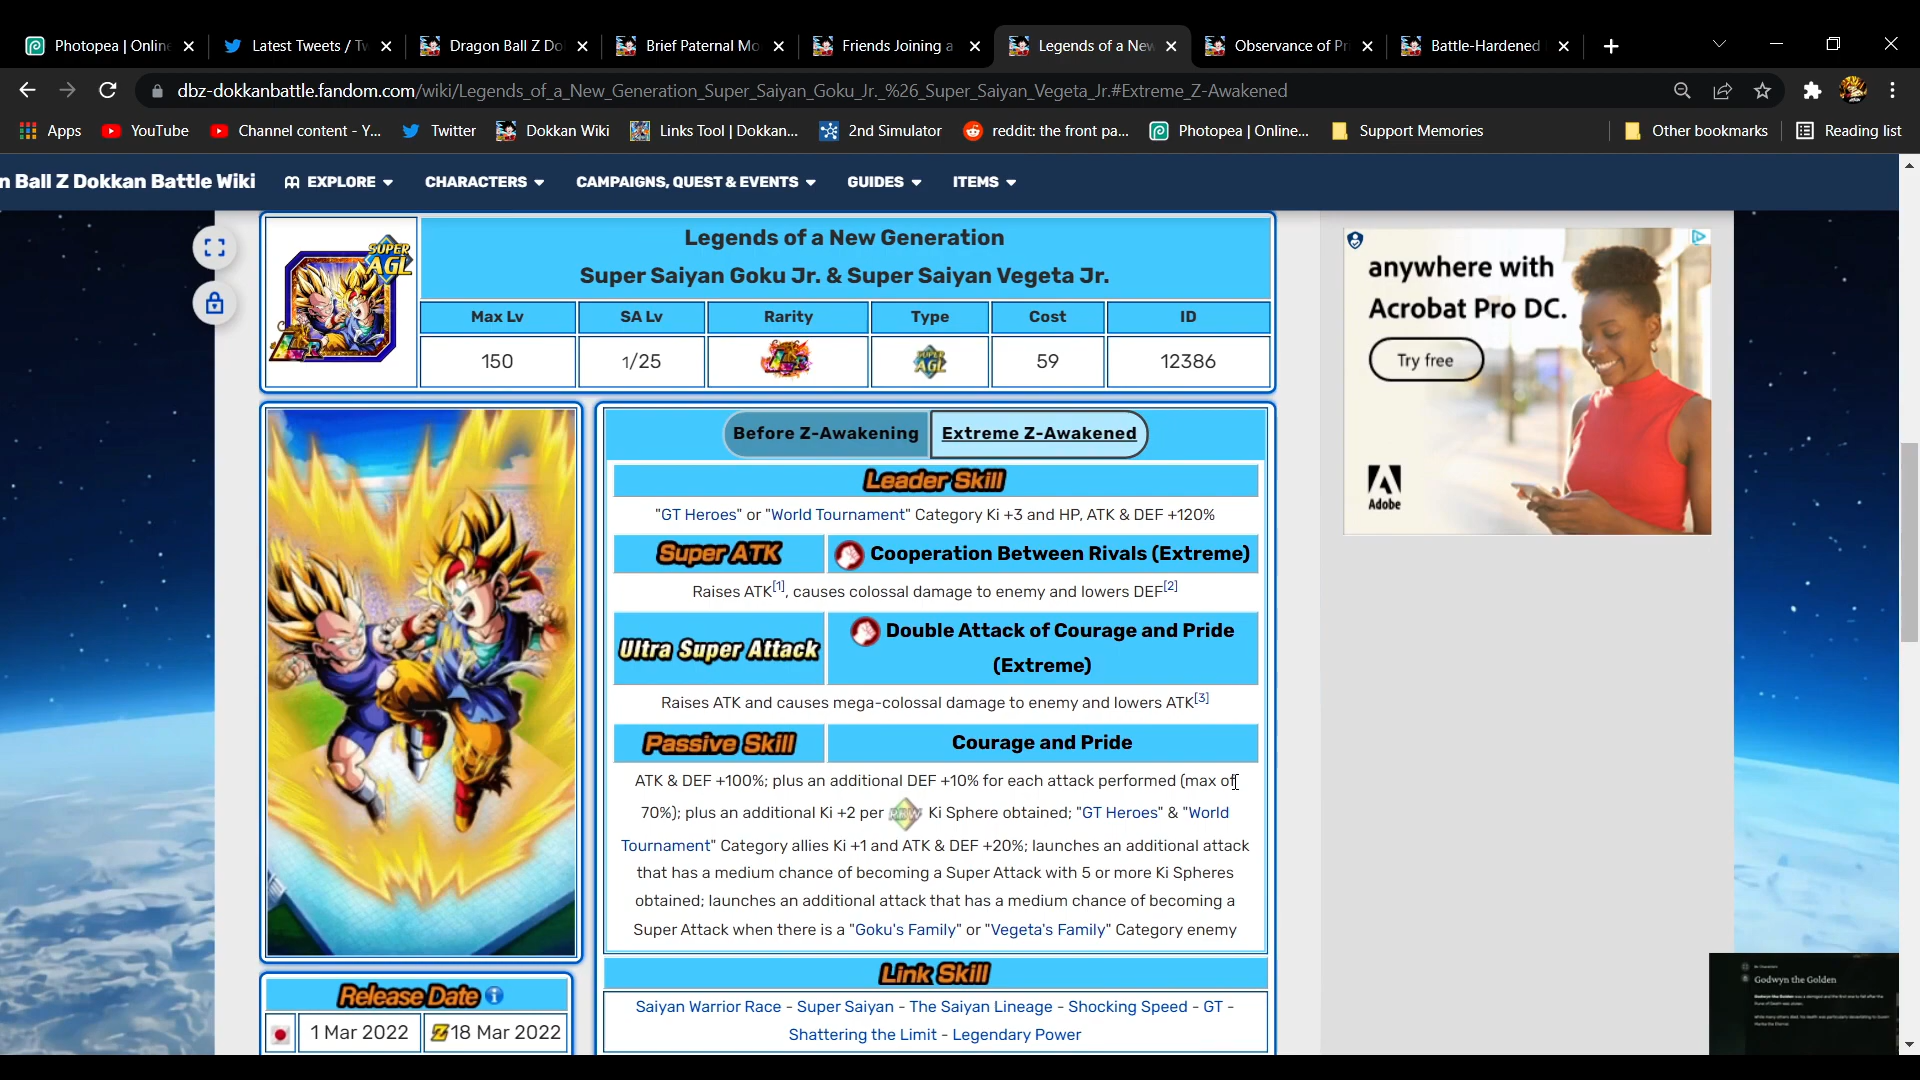 Photopea | Online
Latest Tweets / Tw
Dragon Ball Z Do
Brief Paternal Mo
Friends Joining a
Legends of a New
Observance of Pr
Battle-Hardened
dbz-dokkanbattle.fandom.com/wiki/Legends_of_a_New_Generation_Super_Saiyan_Goku_Jr._%26_Super_Saiyan_Vegeta_Jr.#Extreme_Z-Awakened
Apps YouTube Channel content - Y... Twitter Dokkan Wiki Links Tool | Dokkan... 2nd Simulator reddit: the front pa... Photopea | Online... Support Memories Other bookmarks Reading list
n Ball Z Dokkan Battle Wiki EXPLORE CHARACTERS CAMPAIGNS, QUEST & EVENTS GUIDES ITEMS
SUPER AGL
LR
Legends of a New Generation
Super Saiyan Goku Jr. & Super Saiyan Vegeta Jr.
Max Lv SA Lv Rarity Type Cost ID
150 1/25 LR SUPER AGL 59 12386
Before Z-Awakening Extreme Z-Awakened
Leader Skill
"GT Heroes" or "World Tournament" Category Ki +3 and HP, ATK & DEF +120%
Super ATK Cooperation Between Rivals (Extreme)
Raises ATK[1], causes colossal damage to enemy and lowers DEF[2]
Ultra Super Attack Double Attack of Courage and Pride
(Extreme)
Raises ATK and causes mega-colossal damage to enemy and lowers ATK[3]
Passive Skill Courage and Pride
ATK & DEF +100%; plus an additional DEF +10% for each attack performed (max of
70%); plus an additional Ki +2 per RBW Ki Sphere obtained; "GT Heroes" & "World
Tournament" Category allies Ki +1 and ATK & DEF +20%; launches an additional attack
that has a medium chance of becoming a Super Attack with 5 or more Ki Spheres
obtained; launches an additional attack that has a medium chance of becoming a
Super Attack when there is a "Goku's Family" or "Vegeta's Family" Category enemy
Link Skill
Saiyan Warrior Race - Super Saiyan - The Saiyan Lineage - Shocking Speed - GT -
Shattering the Limit - Legendary Power
Release Date
1 Mar 2022 Z 18 Mar 2022
anywhere with
Acrobat Pro DC.
Try free
Adobe
Godwyn the Golden